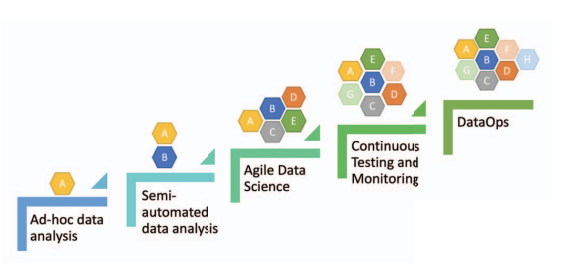 A
Ad-hoc data
analysis
A
B
Semi-
automated
data analysis
A
B
C
D
E
Agile Data
Science
A
B
C
D
E
F
G
Continuous
Testing and
Monitoring
A
B
C
D
E
F
G
H
DataOps